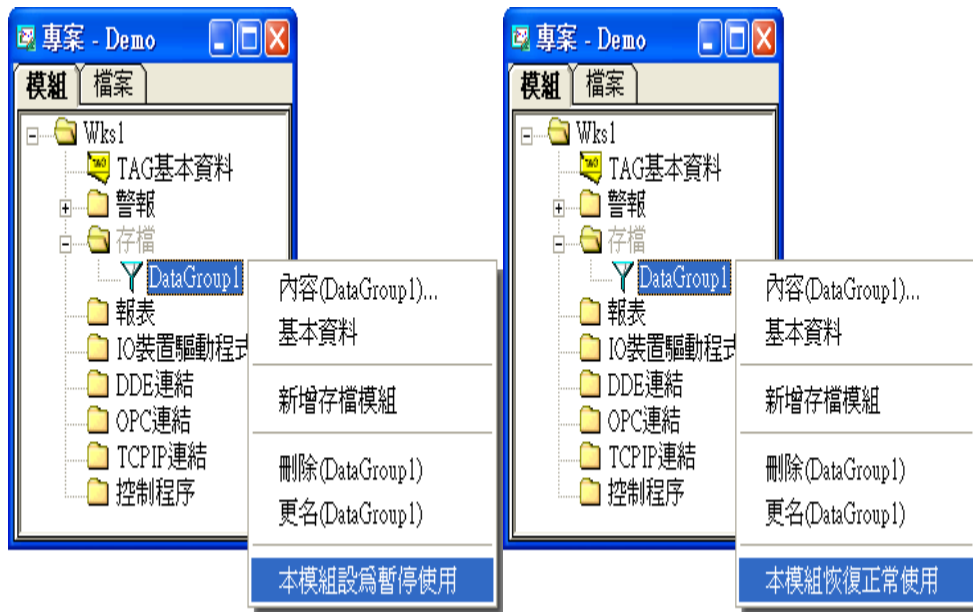 專案 - Demo
模組 檔案
Wks1
TAG基本資料
警報
存檔
DataGroup1
報表
IO裝置驅動程式
DDE連結
OPC連結
TCPIP連結
控制程序
內容(DataGroup1)...
基本資料
新增存檔模組
刪除(DataGroup1)
更名(DataGroup1)
本模組設為暫停使用
專案 - Demo
模組 檔案
Wks1
TAG基本資料
警報
存檔
DataGroup1
報表
IO裝置驅動程式
DDE連結
OPC連結
TCPIP連結
控制程序
內容(DataGroup1)...
基本資料
新增存檔模組
刪除(DataGroup1)
更名(DataGroup1)
本模組恢復正常使用